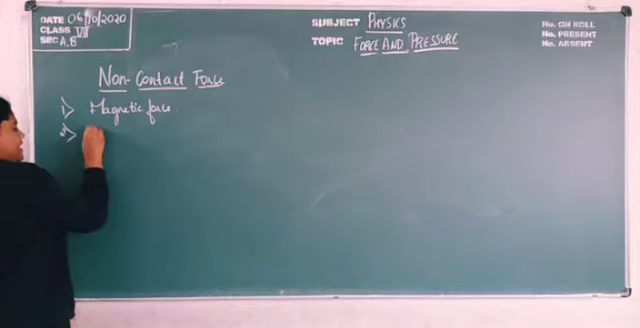 DATE 06/10/2020
CLASS VII
SEC A,B
SUBJECT PHYSICS
TOPIC FORCE AND PRESSURE
No. ON ROLL
No. PRESENT
No. ABSENT
Non-Contact Force
i> Magnetic force.
ii>